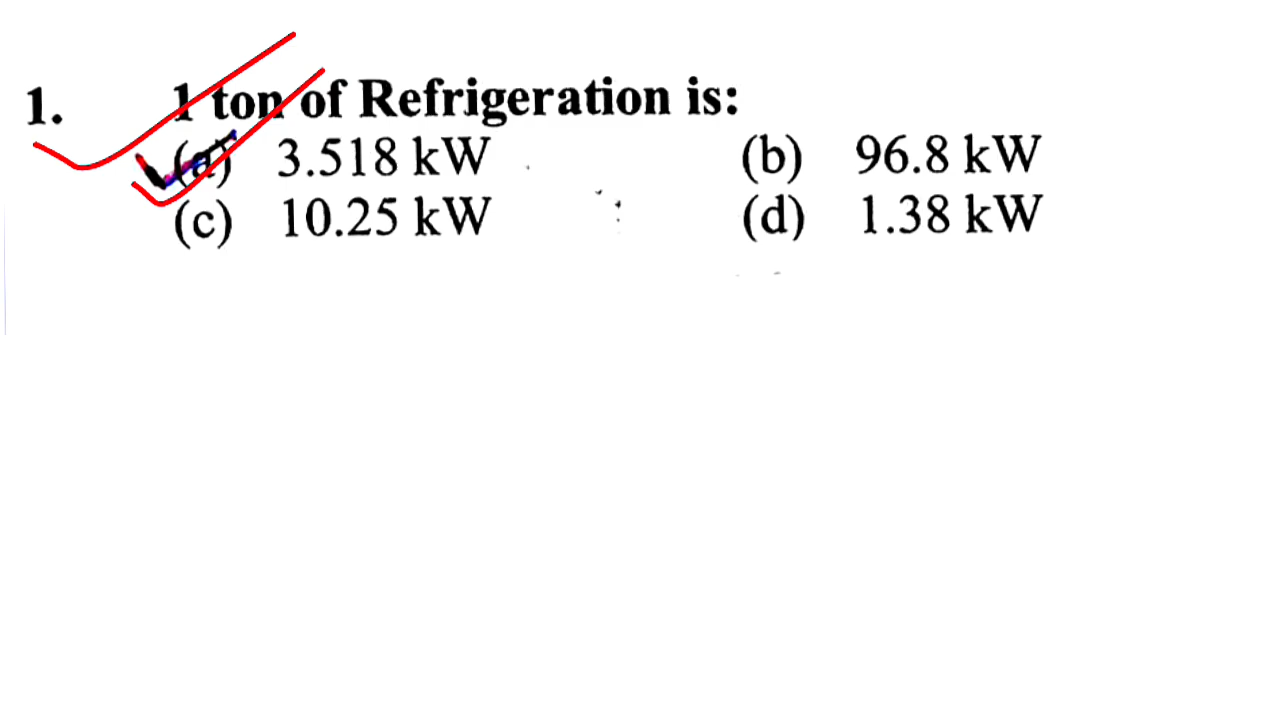 1. 1 ton of Refrigeration is:
(a) 3.518 kW (b) 96.8 kW
(c) 10.25 kW (d) 1.38 kW